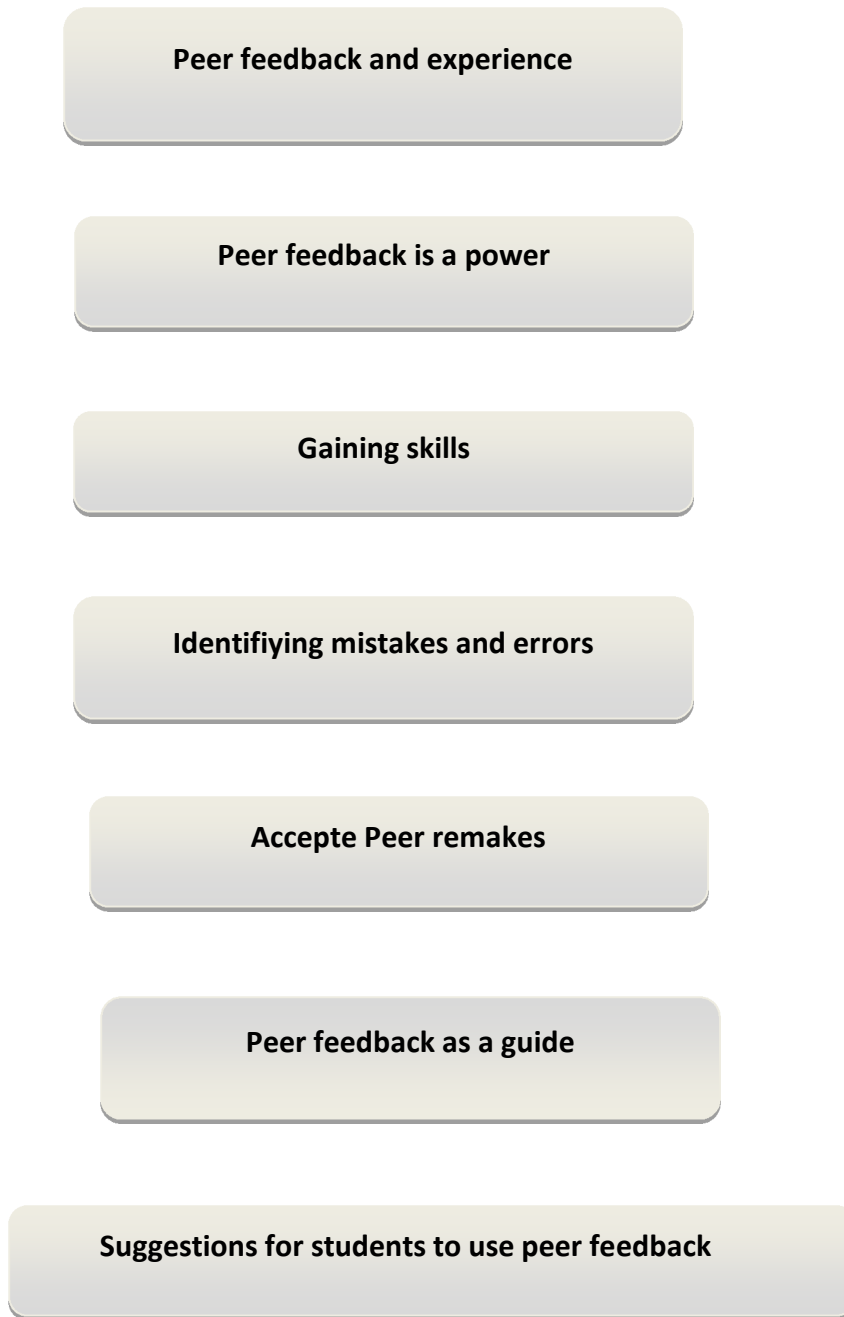 Peer feedback and experience
Peer feedback is a power
Gaining skills
Identifiying mistakes and errors
Accepte Peer remakes
Peer feedback as a guide
Suggestions for students to use peer feedback